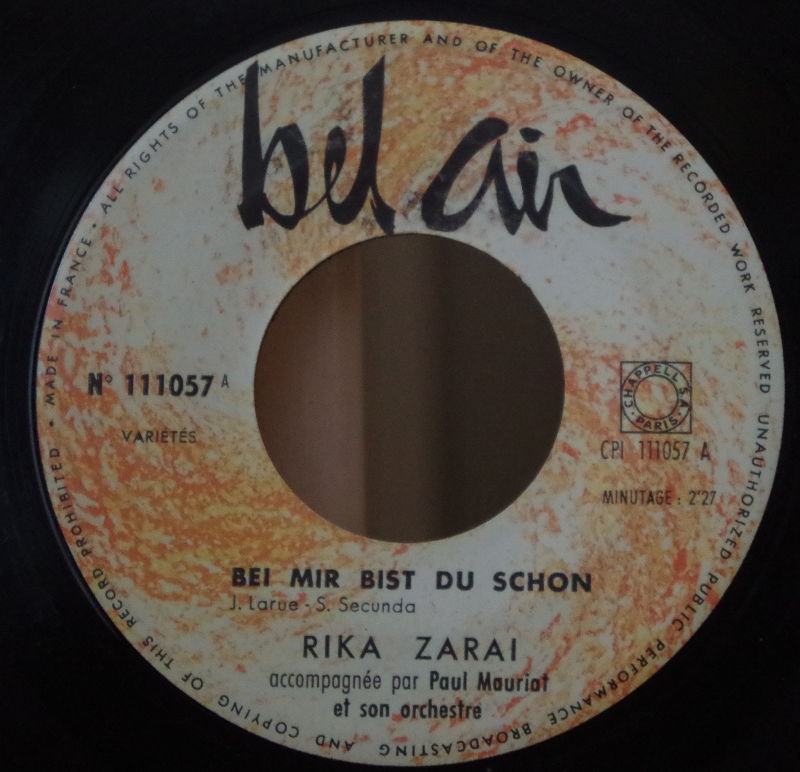 bel air
MADE IN FRANCE • ALL RIGHTS OF THE MANUFACTURER AND OF THE OWNER OF THE RECORDED WORK RESERVED UNAUTHORIZED PUBLIC PERFORMANCE BROADCASTING AND COPYING OF THIS RECORD PROHIBITED •
N° 111057 A
VARIÉTÉS
CHAPPELL S.A. PARIS
CPI 111057 A
MINUTAGE : 2'27
BEI MIR BIST DU SCHON
J. Larue - S. Secunda
RIKA ZARAI
accompagnée par Paul Mauriat
et son orchestre